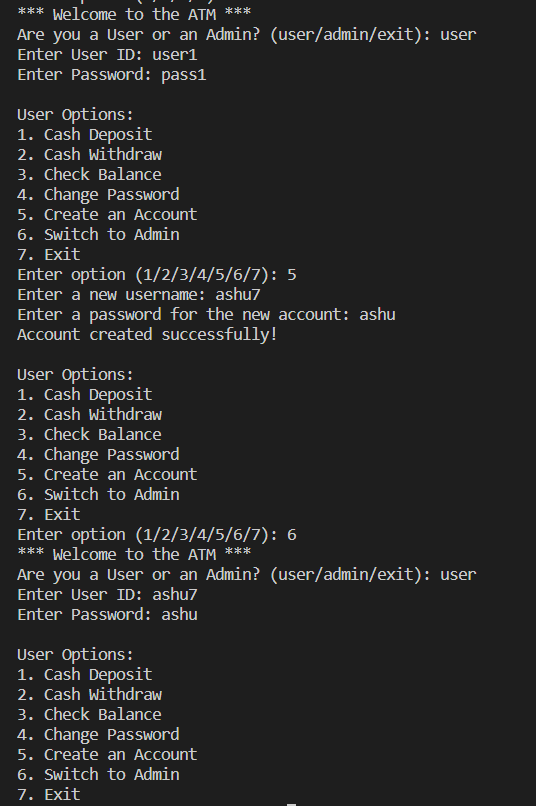 *** Welcome to the ATM ***
Are you a User or an Admin? (user/admin/exit): user
Enter User ID: user1
Enter Password: pass1

User Options:
1. Cash Deposit
2. Cash Withdraw
3. Check Balance
4. Change Password
5. Create an Account
6. Switch to Admin
7. Exit
Enter option (1/2/3/4/5/6/7): 5
Enter a new username: ashu7
Enter a password for the new account: ashu
Account created successfully!

User Options:
1. Cash Deposit
2. Cash Withdraw
3. Check Balance
4. Change Password
5. Create an Account
6. Switch to Admin
7. Exit
Enter option (1/2/3/4/5/6/7): 6
*** Welcome to the ATM ***
Are you a User or an Admin? (user/admin/exit): user
Enter User ID: ashu7
Enter Password: ashu

User Options:
1. Cash Deposit
2. Cash Withdraw
3. Check Balance
4. Change Password
5. Create an Account
6. Switch to Admin
7. Exit